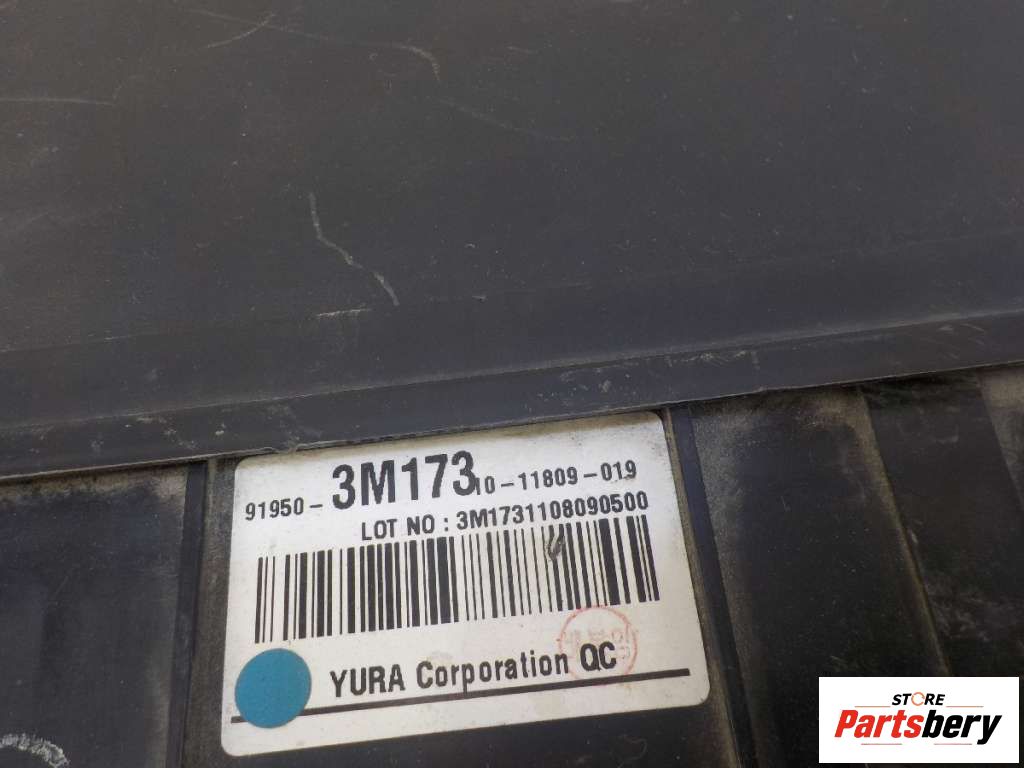 91950-3M173 10-11809-019
LOT NO : 3M1731108090500
YURA Corporation QC
STORE
Partsbery